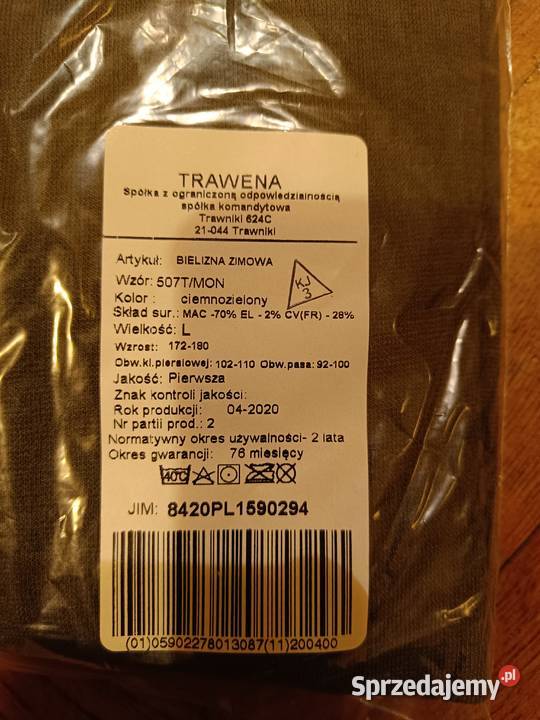 TRAWENA
Spółka z ograniczoną odpowiedzialnością
spółka komandytowa
Trawniki 624C
21-044 Trawniki
Artykuł: BIELIZNA ZIMOWA
Wzór: 507T/MON
Kolor : ciemnozielony
KJ
3
Skład sur.: MAC -70% EL - 2% CV(FR) - 28%
Wielkość: L
Wzrost: 172-180
Obw.kl.piersiowej: 102-110 Obw.pasa: 92-100
Jakość: Pierwsza
Znak kontroli jakości:
Rok produkcji: 04-2020
Nr partii prod.: 2
Normatywny okres używalności- 2 lata
Okres gwarancji: 76 miesięcy
40°C
JIM: 8420PL1590294
(01)05902278013087(11)200400
Sprzedajemy.pl